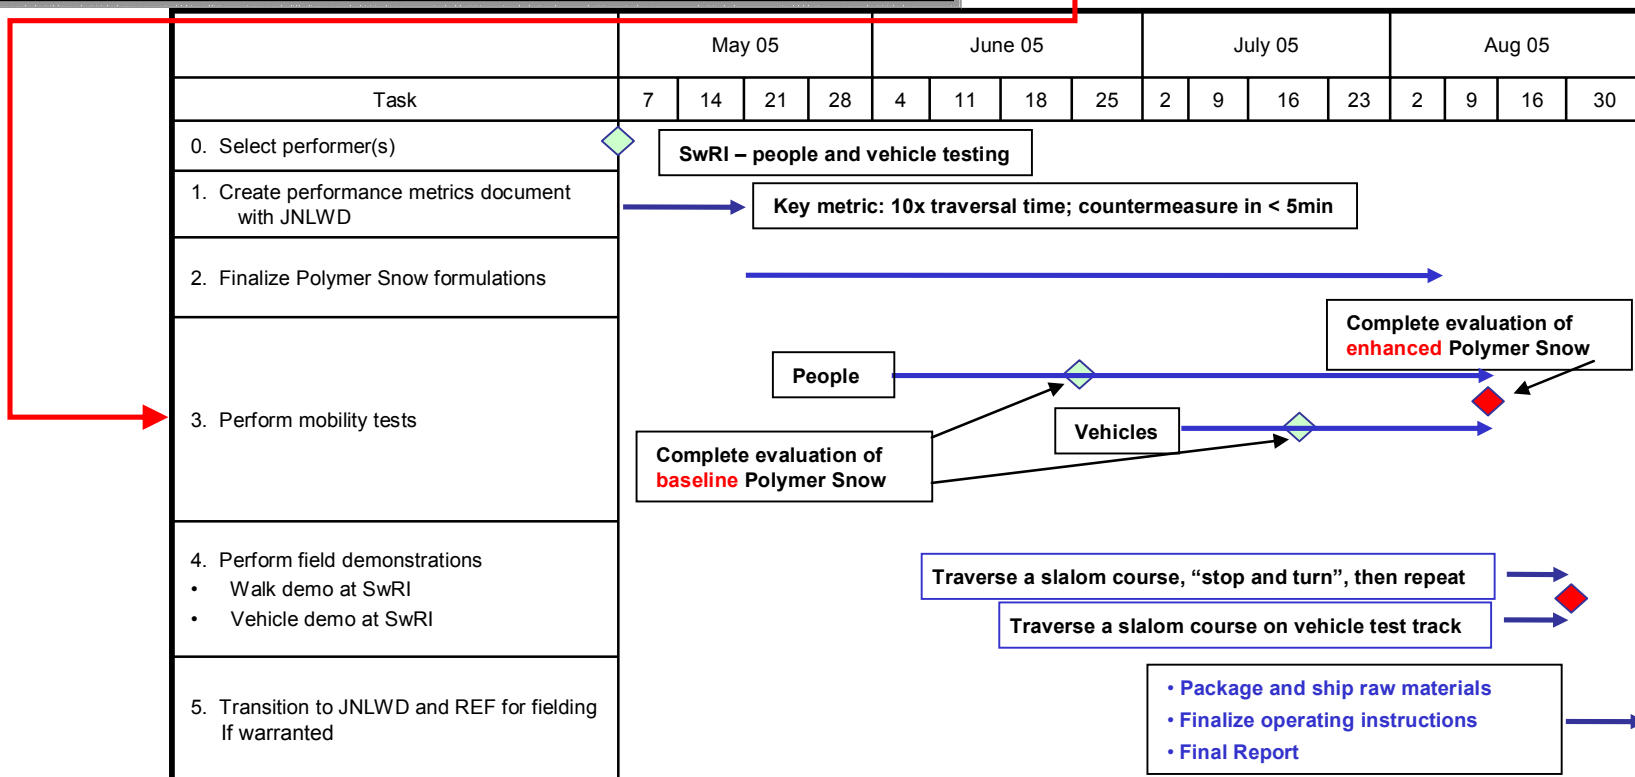 May 05 June 05 July 05 Aug 05
Task 7 14 21 28 4 11 18 25 2 9 16 23 2 9 16 30
0. Select performer(s)
SwRI – people and vehicle testing
1. Create performance metrics document
with JNLWD
Key metric: 10x traversal time; countermeasure in < 5min
2. Finalize Polymer Snow formulations
3. Perform mobility tests
Complete evaluation of
enhanced Polymer Snow
People
Vehicles
Complete evaluation of
baseline Polymer Snow
4. Perform field demonstrations
• Walk demo at SwRI
• Vehicle demo at SwRI
Traverse a slalom course, “stop and turn”, then repeat
Traverse a slalom course on vehicle test track
5. Transition to JNLWD and REF for fielding
If warranted
• Package and ship raw materials
• Finalize operating instructions
• Final Report